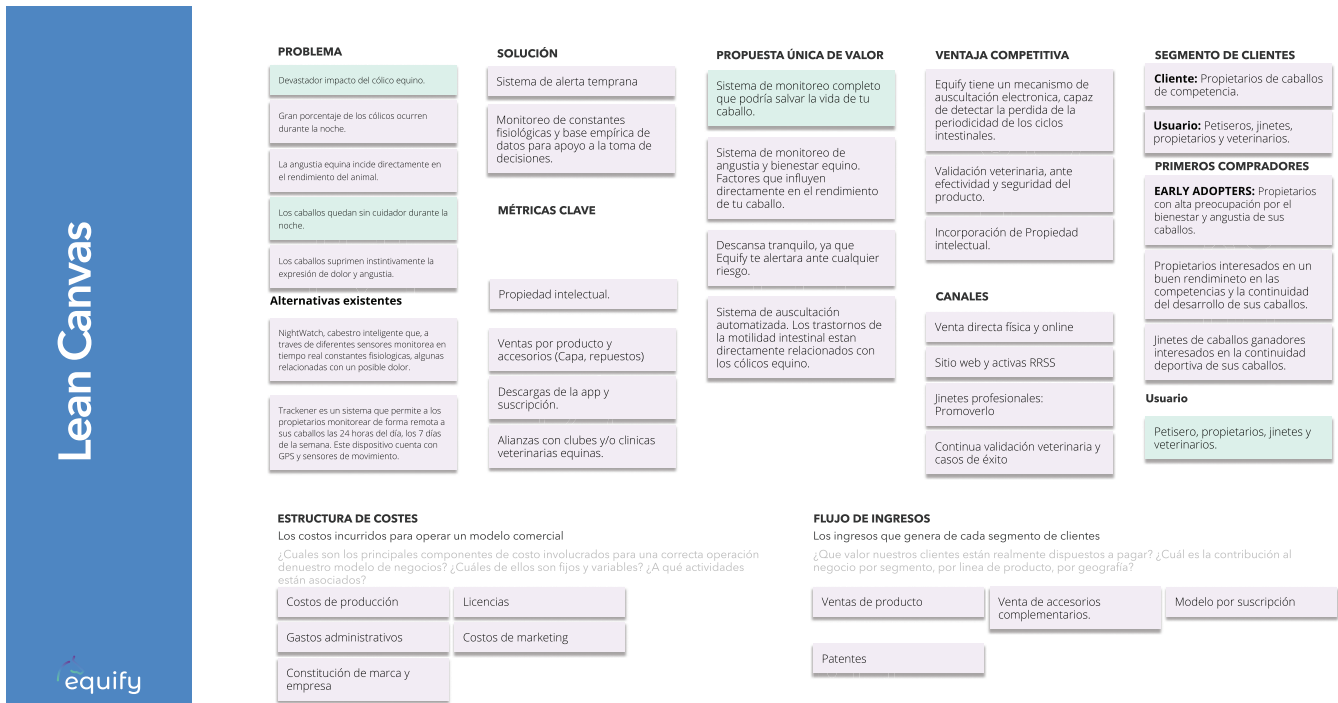 Lean Canvas
equify
PROBLEMA
Devastador impacto del cólico equino.
Gran porcentaje de los cólicos ocurren
durante la noche.
La angustia equina incide directamente en
el rendimiento del animal.
Los caballos quedan sin cuidador durante la
noche.
Los caballos suprimen instintivamente la
expresión de dolor y angustia.
Alternativas existentes
NightWatch, cabestro inteligente que, a
traves de diferentes sensores monitorea en
tiempo real constantes fisiologicas, algunas
relacionadas con un posible dolor.
Trackener es un sistema que permite a los
propietarios monitorear de forma remota a
sus caballos las 24 horas del día, los 7 días
de la semana. Este dispositivo cuenta con
GPS y sensores de movimiento.
SOLUCIÓN
Sistema de alerta temprana
Monitoreo de constantes
fisiológicas y base empírica de
datos para apoyo a la toma de
decisiones.
MÉTRICAS CLAVE
Propiedad intelectual.
Ventas por producto y
accesorios (Capa, repuestos)
Descargas de la app y
suscripción.
Alianzas con clubes y/o clinicas
veterinarias equinas.
PROPUESTA ÚNICA DE VALOR
Sistema de monitoreo completo
que podría salvar la vida de tu
caballo.
Sistema de monitoreo de
angustia y bienestar equino.
Factores que influyen
directamente en el rendimiento
de tu caballo.
Descansa tranquilo, ya que
Equify te alertara ante cualquier
riesgo.
Sistema de auscultación
automatizada. Los trastornos de
la motilidad intestinal estan
directamente relacionados con
los cólicos equino.
VENTAJA COMPETITIVA
Equify tiene un mecanismo de
auscultación electronica, capaz
de detectar la perdida de la
periodicidad de los ciclos
intestinales.
Validación veterinaria, ante
efectividad y seguridad del
producto.
Incorporación de Propiedad
intelectual.
CANALES
Venta directa física y online
Sitio web y activas RRSS
Jinetes profesionales:
Promoverlo
Continua validación veterinaria y
casos de éxito
SEGMENTO DE CLIENTES
Cliente: Propietarios de caballos
de competencia.
Usuario: Petiseros, jinetes,
propietarios y veterinarios.
PRIMEROS COMPRADORES
EARLY ADOPTERS: Propietarios
con alta preocupación por el
bienestar y angustia de sus
caballos.
Propietarios interesados en un
buen rendimineto en las
competencias y la continuidad
del desarrollo de sus caballos.
Jinetes de caballos ganadores
interesados en la continuidad
deportiva de sus caballos.
Usuario
Petisero, propietarios, jinetes y
veterinarios.
ESTRUCTURA DE COSTES
Los costos incurridos para operar un modelo comercial
¿Cuales son los principales componentes de costo involucrados para una correcta operación
denuestro modelo de negocios? ¿Cuáles de ellos son fijos y variables? ¿A qué actividades
están asociados?
Costos de producción
Licencias
Gastos administrativos
Costos de marketing
Constitución de marca y
empresa
FLUJO DE INGRESOS
Los ingresos que genera de cada segmento de clientes
¿Que valor nuestros clientes están realmente dispuestos a pagar? ¿Cuál es la contribución al
negocio por segmento, por linea de producto, por geografía?
Ventas de producto
Venta de accesorios
complementarios.
Modelo por suscripción
Patentes